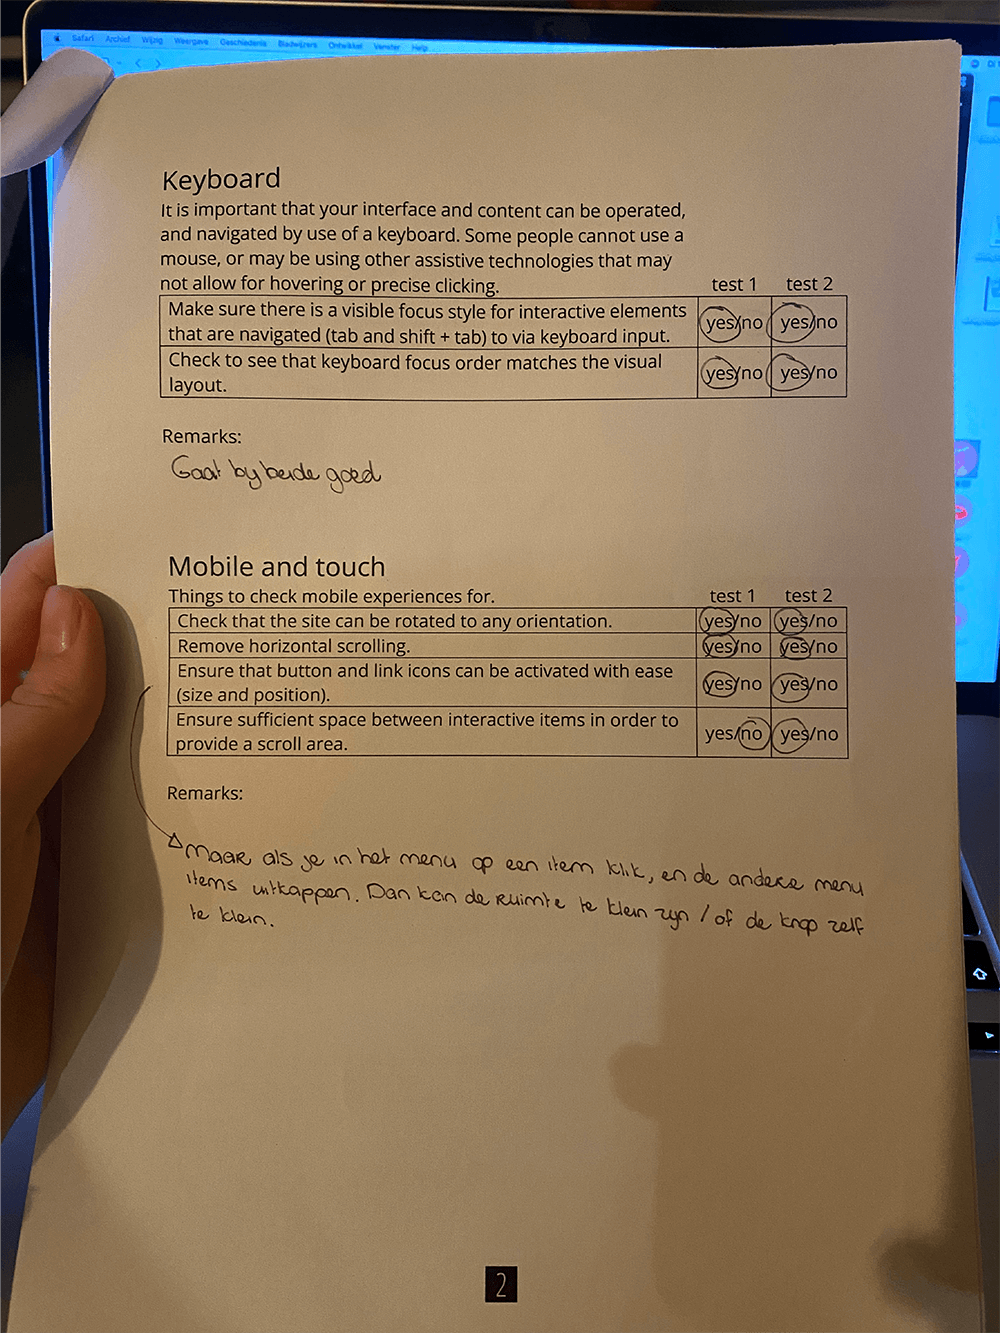 Safari Archief Wijzig Weergave Geschiedenis Bladwijzers Ontwikkel Venster Help
Keyboard
It is important that your interface and content can be operated,
and navigated by use of a keyboard. Some people cannot use a
mouse, or may be using other assistive technologies that may
not allow for hovering or precise clicking. test 1 test 2
Make sure there is a visible focus style for interactive elements
that are navigated (tab and shift + tab) to via keyboard input. yes/no yes/no
Check to see that keyboard focus order matches the visual
layout. yes/no yes/no
Remarks:
Gaat by beide goed
Mobile and touch
Things to check mobile experiences for. test 1 test 2
Check that the site can be rotated to any orientation. yes/no yes/no
Remove horizontal scrolling. yes/no yes/no
Ensure that button and link icons can be activated with ease
(size and position). yes/no yes/no
Ensure sufficient space between interactive items in order to
provide a scroll area. yes/no yes/no
Remarks:
Maar als je in het menu op een item klik, en de andere menu
items uitkappen. Dan kan de ruimte te klein zyn / of de knop zelf
te klein.
2